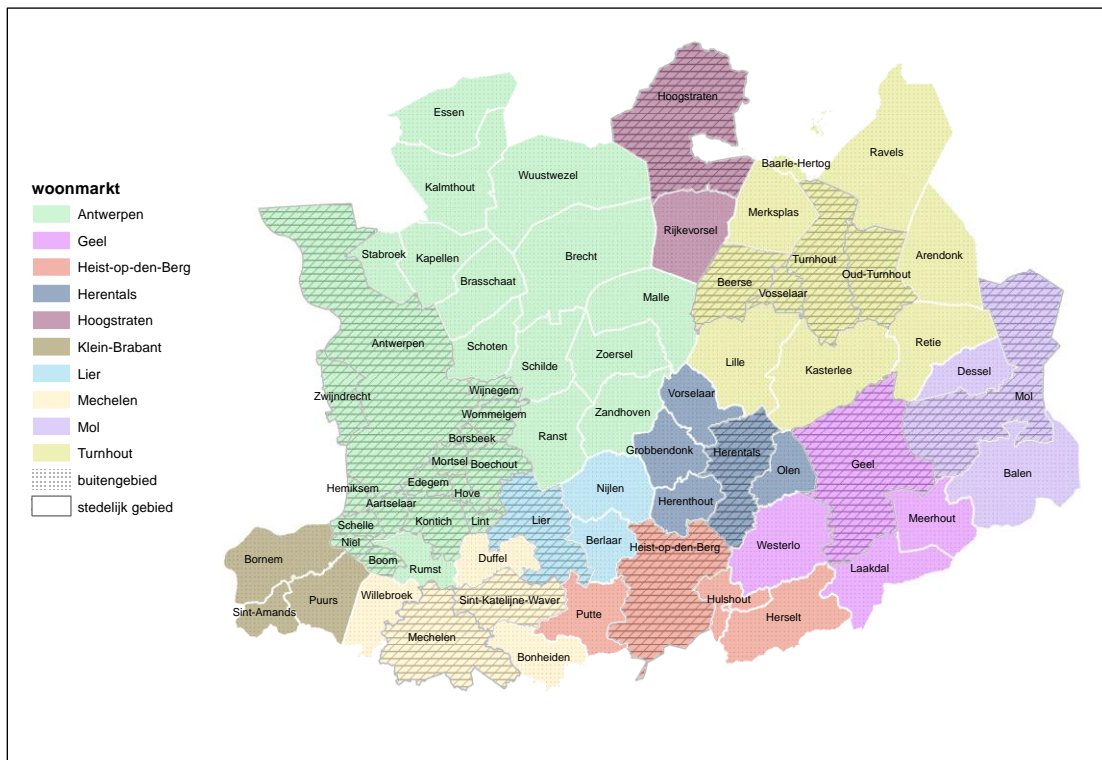 woonmarkt
Antwerpen
Geel
Heist-op-den-Berg
Herentals
Hoogstraten
Klein-Brabant
Lier
Mechelen
Mol
Turnhout
buitengebied
stedelijk gebied
Hoogstraten
Essen
Ravels
Baarle-Hertog
Wuustwezel
Kalmthout
Merksplas
Rijkevorsel
Stabroek
Kapellen
Brecht
Turnhout
Arendonk
Oud-Turnhout
Brasschaat
Beerse
Vosselaar
Malle
Antwerpen
Schoten
Retie
Zoersel
Lille
Kasterlee
Schilde
Dessel
Wijnegem
Zwijndrecht
Vorselaar
Mol
Wommelgem
Zandhoven
Borsbeek
Ranst
Grobbendonk
Herentals
Mortsel
Boechout
Geel
Olen
Balen
Edegem
Hemiksem
Hove
Nijlen
Aartselaar
Herenthout
Meerhout
Schelle
Kontich
Lint
Lier
Niel
Berlaar
Heist-op-den-Berg
Westerlo
Bornem
Boom
Rumst
Duffel
Laakdal
Puurs
Willebroek
Sint-Katelijne-Waver
Hulshout
Sint-Amands
Putte
Herselt
Mechelen
Bonheiden